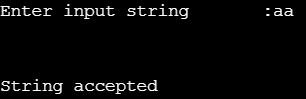 Enter input string       :aa
String accepted